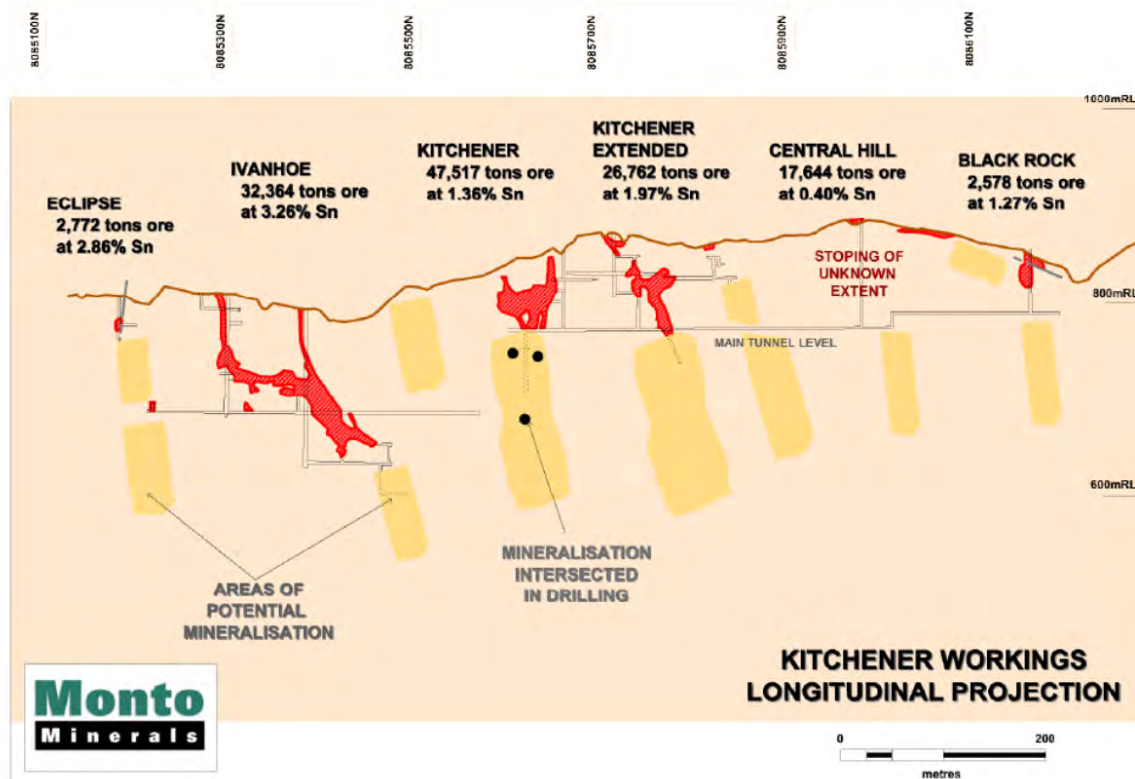 8085100N
8085300N
8085500N
8085700N
8085900N
8086100N
1000mRL
ECLIPSE
2,772 tons ore
at 2.86% Sn
IVANHOE
32,364 tons ore
at 3.26% Sn
KITCHENER
47,517 tons ore
at 1.36% Sn
KITCHENER
EXTENDED
26,762 tons ore
at 1.97% Sn
CENTRAL HILL
17,644 tons ore
at 0.40% Sn
BLACK ROCK
2,578 tons ore
at 1.27% Sn
STOPING OF
UNKNOWN
EXTENT
800mRL
MAIN TUNNEL LEVEL
600mRL
MINERALISATION
INTERSECTED
IN DRILLING
AREAS OF
POTENTIAL
MINERALISATION
KITCHENER WORKINGS
LONGITUDINAL PROJECTION
Monto
Minerals
0
200
metres